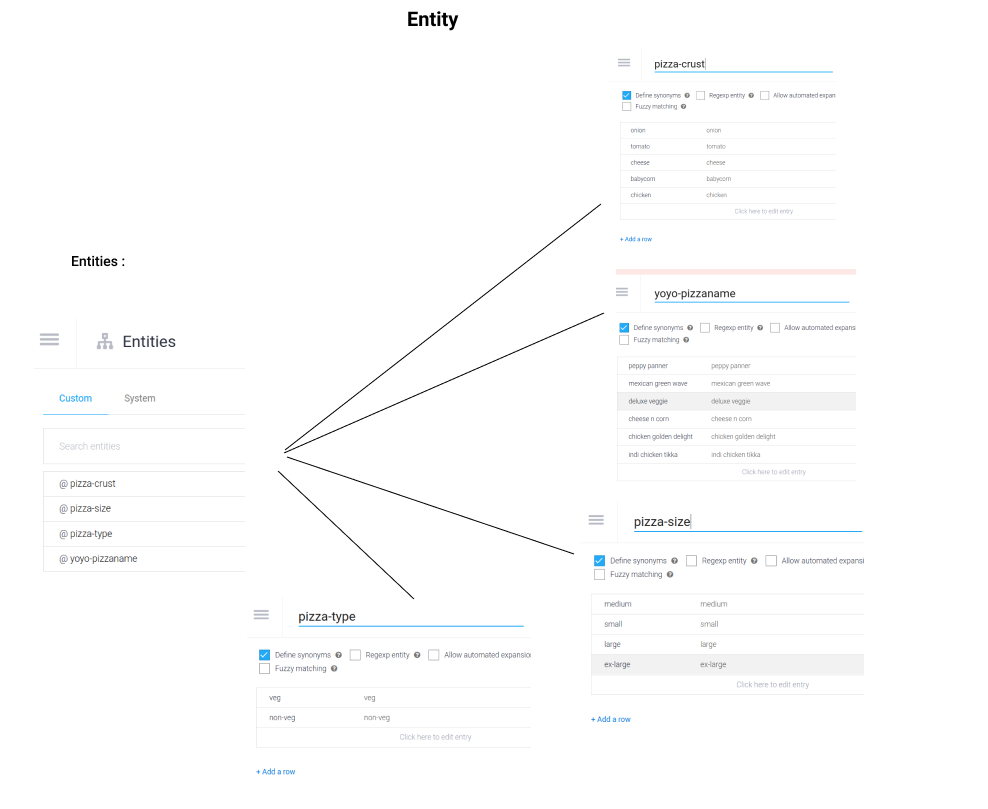 Entity
pizza-crust
Define synonyms Regexp entity Allow automated expan
Fuzzy matching
onion onion
tomato tomato
cheese cheese
babycorn babycorn
chicken chicken
Click here to edit entry
+ Add a row
Entities :
Entities
Custom System
Search entities
@ pizza-crust
@ pizza-size
@ pizza-type
@ yoyo-pizzaname
yoyo-pizzaname
Define synonyms Regexp entity Allow automated expans
Fuzzy matching
peppy panner peppy panner
mexican green wave mexican green wave
deluxe veggie deluxe veggie
cheese n corn cheese n corn
chicken golden delight chicken golden delight
indi chicken tikka indi chicken tikka
Click here to edit entry
pizza-size
Define synonyms Regexp entity Allow automated expansi
Fuzzy matching
medium medium
small small
large large
ex-large ex-large
Click here to edit entry
+ Add a row
pizza-type
Define synonyms Regexp entity Allow automated expansion
Fuzzy matching
veg veg
non-veg non-veg
Click here to edit entry
+ Add a row